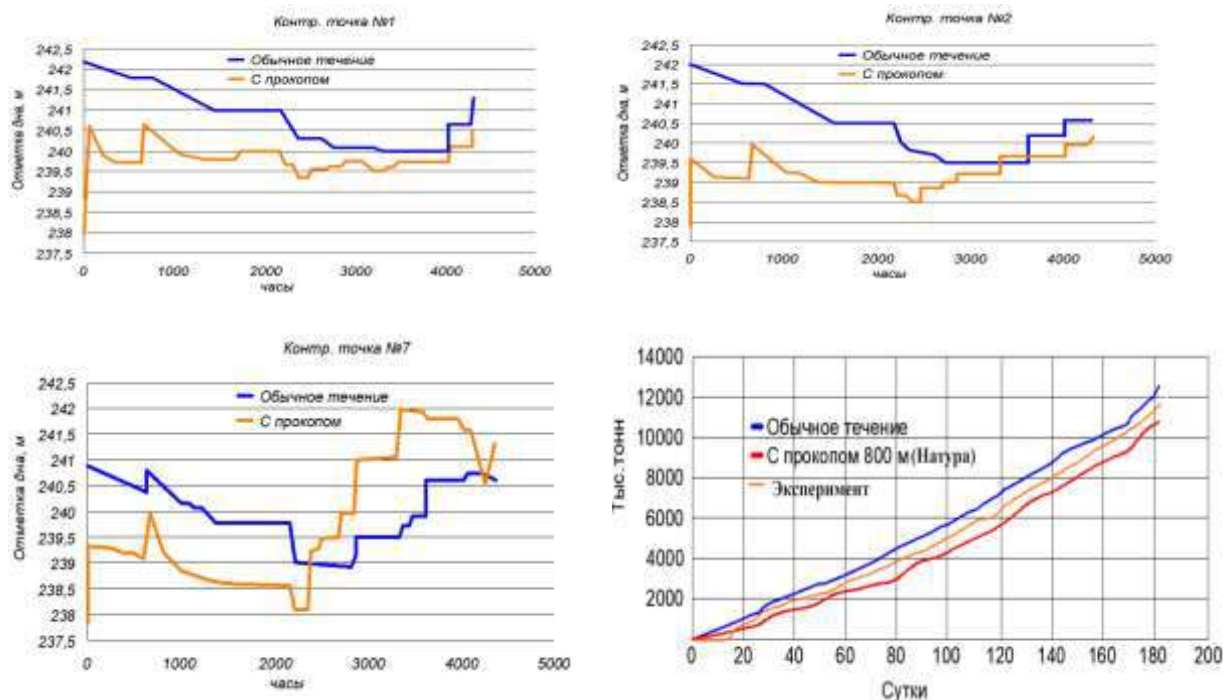 Контр. точка №1
Отметка дна, м
242,5
242
241,5
241
240,5
240
239,5
239
238,5
238
237,5
Обычное течение
С прокопом
0 1000 2000 3000 4000 5000
часы
Контр. точка №2
Отметка дна, м
242,5
242
241,5
241
240,5
240
239,5
239
238,5
238
237,5
Обычное течение
С прокопом
0 1000 2000 3000 4000 5000
часы
Контр. точка №7
Отметка дна, м
242,5
242
241,5
241
240,5
240
239,5
239
238,5
238
237,5
Обычное течение
С прокопом
0 1000 2000 3000 4000 5000
часы
Тыс. тонн
14000
12000
10000
8000
6000
4000
2000
Обычное течение
С прокопом 800 м(Натура)
Эксперимент
0 20 40 60 80 100 120 140 160 180 200
Сутки